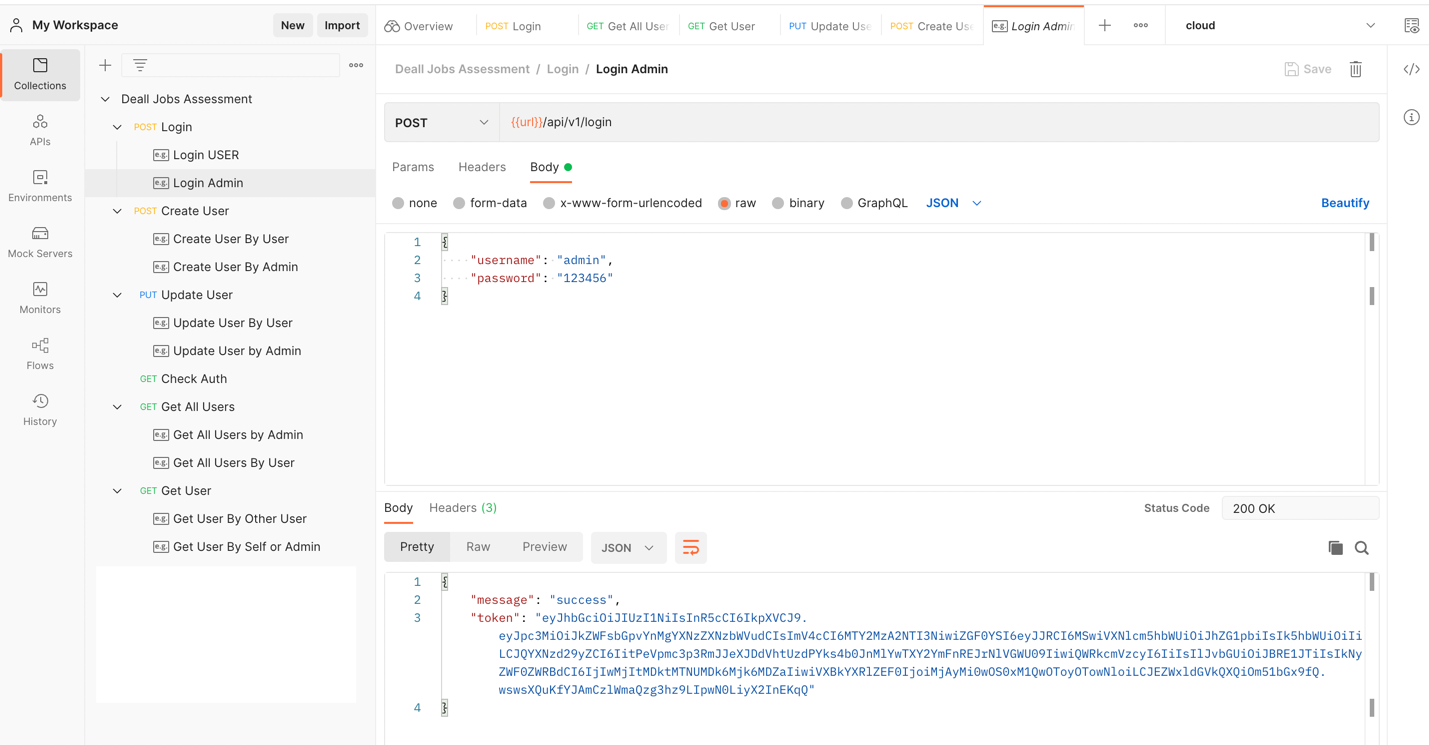 My Workspace
New
Import
Overview
POST Login
GET Get All User
GET Get User
PUT Update Use
POST Create Use
e.g. Login Admin
cloud
Collections
APIs
Environments
Mock Servers
Monitors
Flows
History
Deall Jobs Assessment
POST Login
e.g. Login USER
e.g. Login Admin
POST Create User
e.g. Create User By User
e.g. Create User By Admin
PUT Update User
e.g. Update User By User
e.g. Update User by Admin
GET Check Auth
GET Get All Users
e.g. Get All Users by Admin
e.g. Get All Users By User
GET Get User
e.g. Get User By Other User
e.g. Get User By Self or Admin
Deall Jobs Assessment / Login / Login Admin
Save
POST
{{url}}/api/v1/login
Params Headers Body
none form-data x-www-form-urlencoded raw binary GraphQL JSON
Beautify
1 {
2 "username": "admin",
3 "password": "123456"
4 }
Body Headers (3)
Status Code 200 OK
Pretty Raw Preview JSON
1 {
2 "message": "success",
3 "token": "eyJhbGciOiJIUzI1NiIsInR5cCI6IkpXVCJ9.
eyJpc3MiOiJkZWFsbGpvYnMgYXNzZXNzbWVudCIsImV4cCI6MTY2MzA2NTI3NiwiZGF0YSI6eyJJRCI6MSwiVXNlcm5hbWUiOiJhZG1pbiIsIk5hbWUiOiIi
LCJQYXNzd29yZCI6IitPeVpmc3p3RmJJeXJDdVhtUzdPYks4b0JnMlYwTXY2YmFnREJrNlVGWU09IiwiQWRkcmVzcyI6IiIsIlJvbGUiOiJBRE1JTiIsIkNy
ZWF0ZWRBdCI6IjIwMjItMDktMTNUMDk6Mjk6MDZaIiwiVXBkYXRlZEF0IjoiMjAyMi0wOS0xM1QwOToyOTowNloiLCJEZWxldGVkQXQiOm51bGx9fQ.
wswsXQuKfYJAmCzlWmaQzg3hz9LIpwN0LiyX2InEKqQ"
4 }